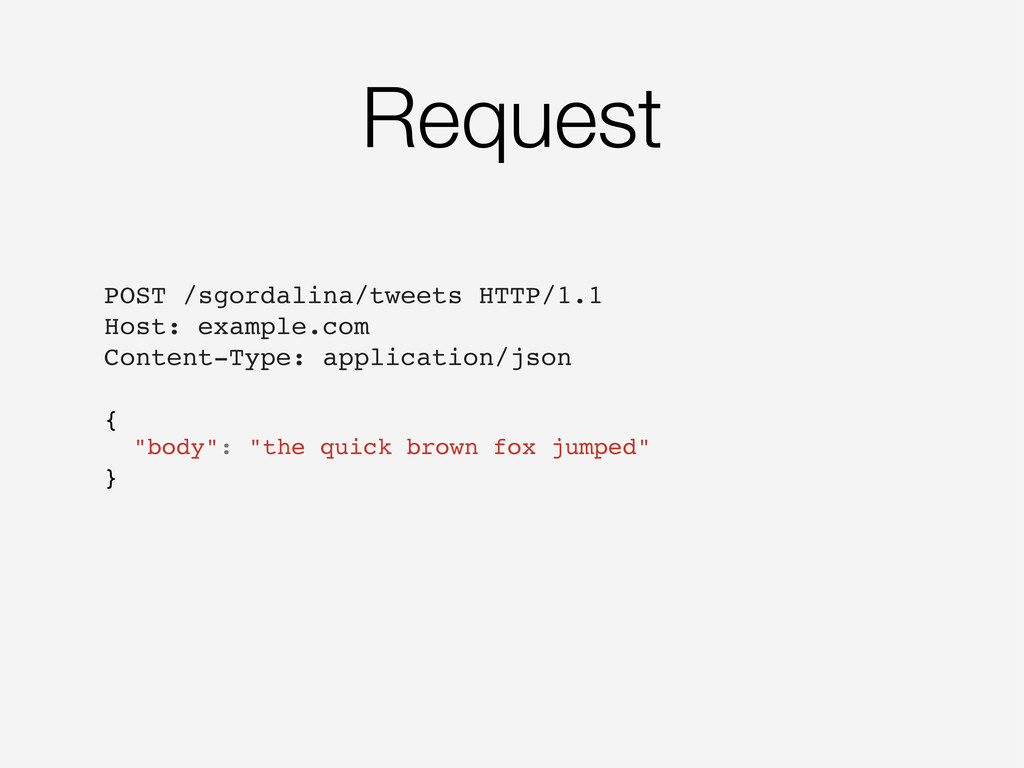 Request
POST /sgordalina/tweets HTTP/1.1
Host: example.com
Content-Type: application/json
{
"body": "the quick brown fox jumped"
}